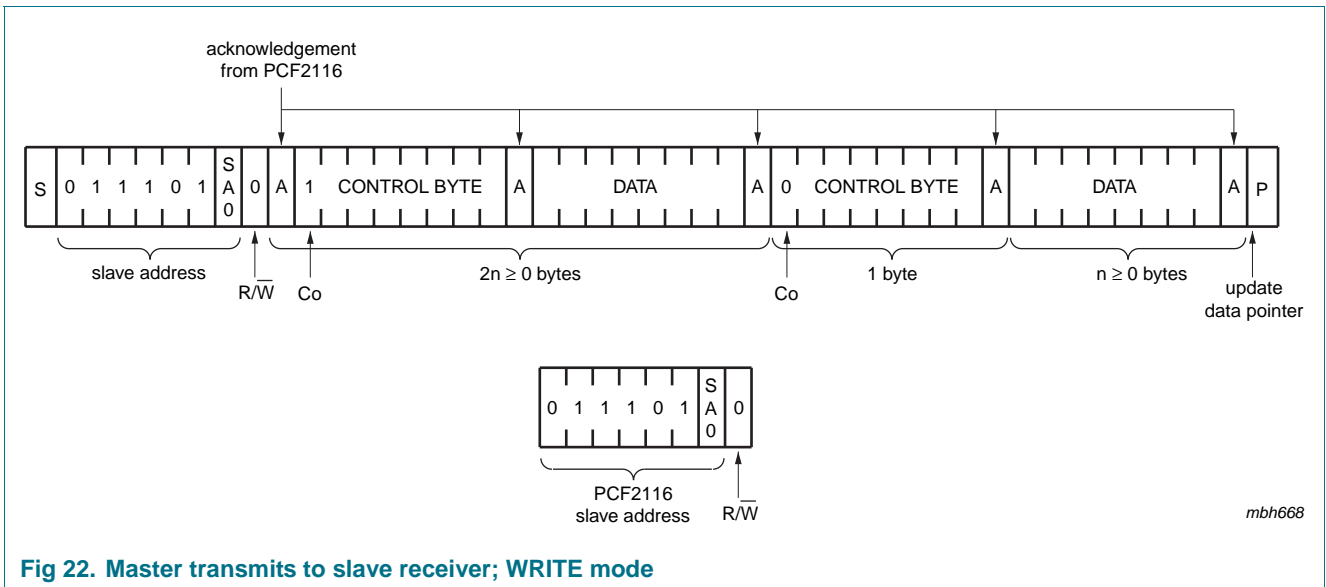 acknowledgement
from PCF2116
S 0 1 1 1 0 1 SA0 0 A 1 CONTROL BYTE A DATA A 0 CONTROL BYTE A DATA A P
slave address
R/W̅
Co
2n ≥ 0 bytes
Co
1 byte
n ≥ 0 bytes
update
data pointer
0 1 1 1 0 1 SA0 0
PCF2116
slave address
R/W̅
mbh668
Fig 22. Master transmits to slave receiver; WRITE mode